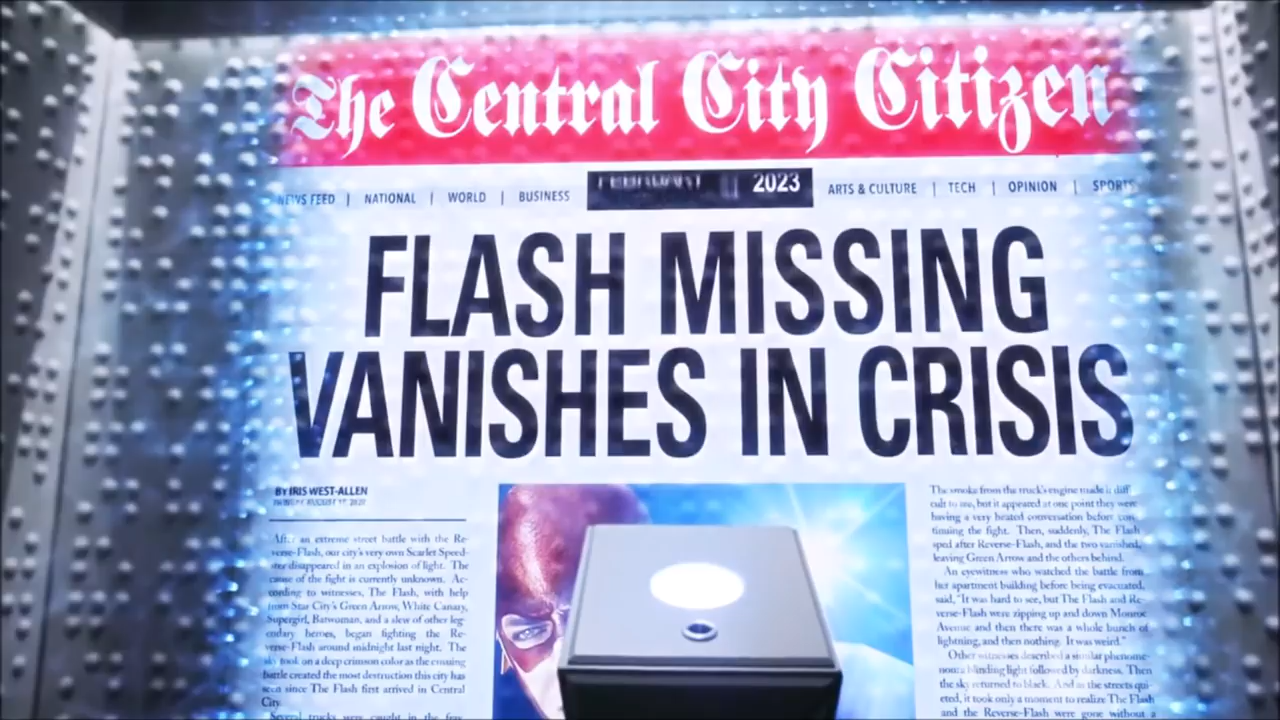 The Central City Citizen
NEWS FEED | NATIONAL | WORLD | BUSINESS 2023 ARTS & CULTURE | TECH | OPINION | SPORTS
FLASH MISSING
VANISHES IN CRISIS
BY IRIS WEST-ALLEN
After an extreme street battle with the Re-
verse-Flash, our city's very own Scarlet Speed-
ster disappeared in an explosion of light. The
cause of the fight is currently unknown. Ac-
cording to witnesses, The Flash, with help
from Star City's Green Arrow, White Canary,
Supergirl, Batwoman, and a slew of other leg-
endary heroes, began fighting the Re-
verse-Flash around midnight last night. The
sky took on a deep crimson color as the ensuing
battle created the most destruction this city has
seen since The Flash first arrived in Central
City.
Several trucks were caught in the
The smoke from the truck's engine made it diff
cult to see, but it appeared at one point they were
having a very heated conversation before con
tinuing the fight. Then, suddenly, The Flash
sped after Reverse-Flash, and the two vanished,
leaving Green Arrow and the others behind.
An eyewitness who watched the battle from
her apartment building before being evacuated,
said, "It was hard to see, but The Flash and Re-
verse-Flash were zipping up and down Monroe
Avenue and then there was a whole bunch of
lightning, and then nothing. It was weird."
Other witnesses described a similar phenome-
non: a blinding light followed by darkness. Then
the sky returned to black. And as the streets qui-
eted, it took only a moment to realize The Flash
and the Reverse-Flash were gone without a